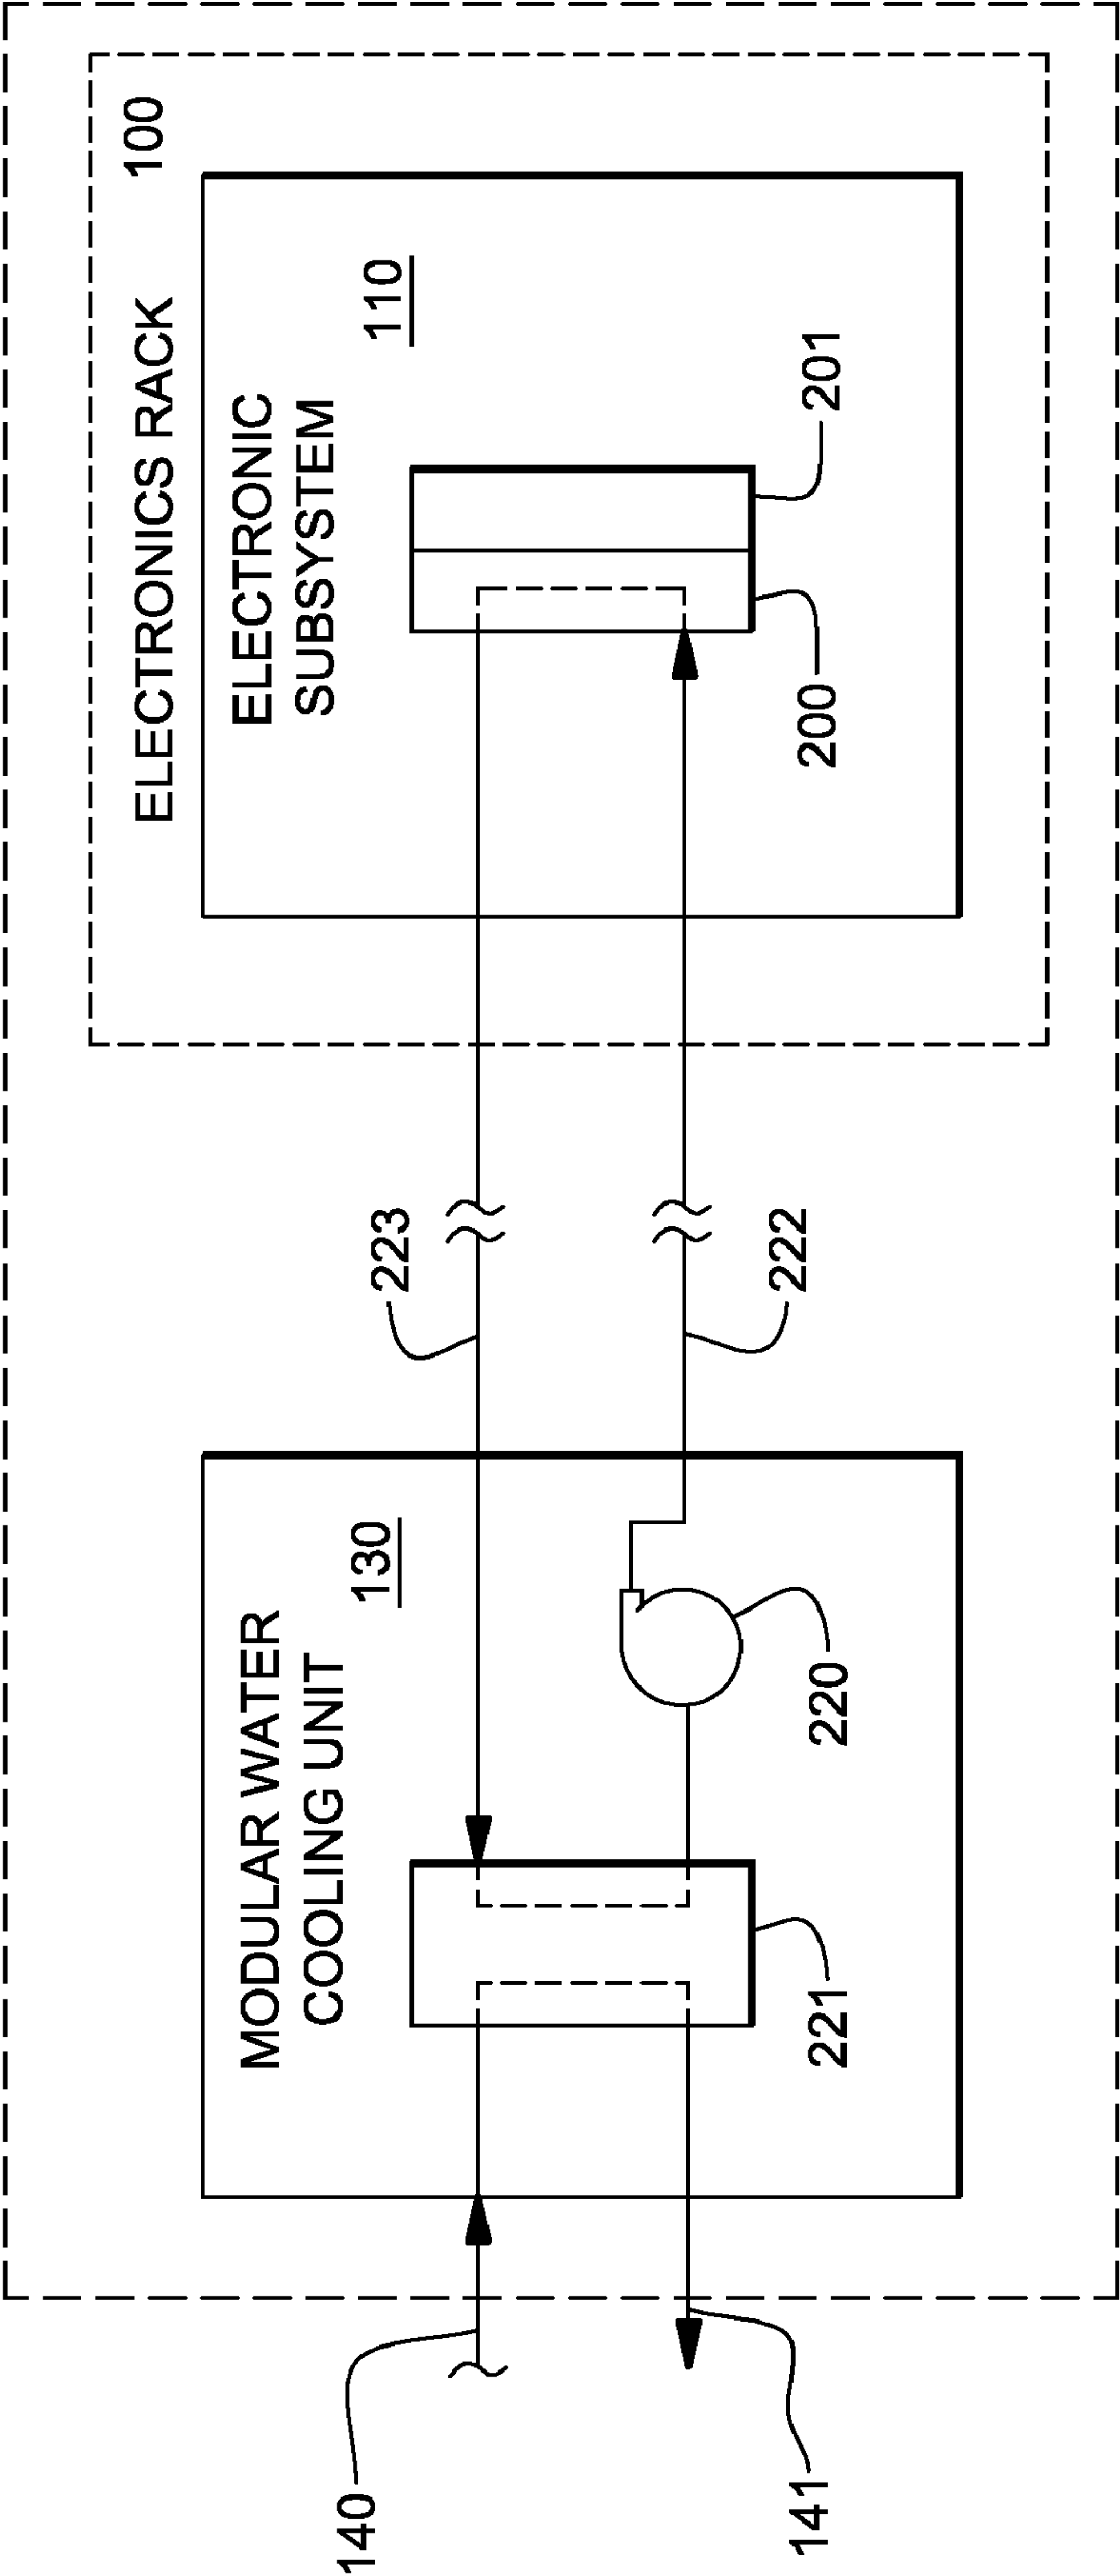 ELECTRONICS RACK 100
ELECTRONIC
SUBSYSTEM
110
201
200
223
222
MODULAR WATER
COOLING UNIT
130
220
221
140
141